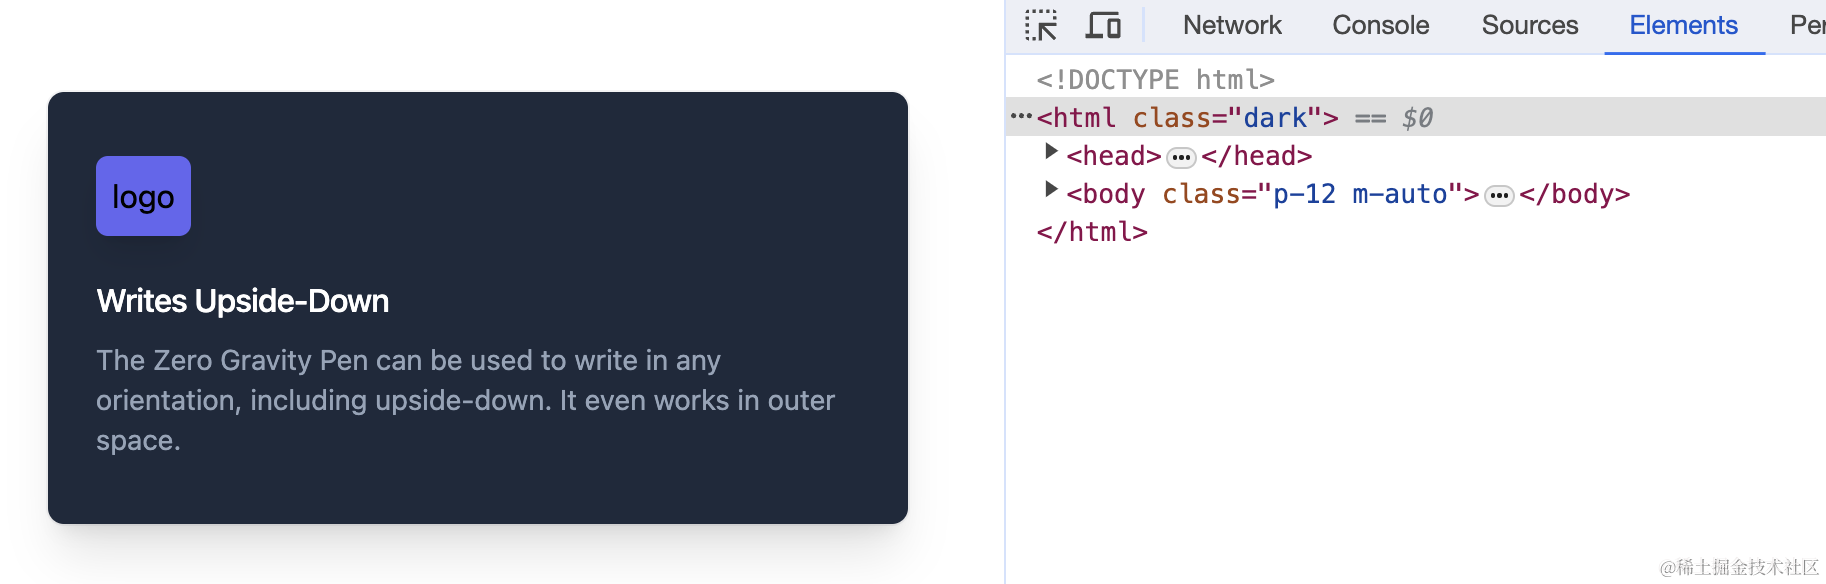 logo
Writes Upside-Down
The Zero Gravity Pen can be used to write in any
orientation, including upside-down. It even works in outer
space.
Network Console Sources Elements Per
<!DOCTYPE html>
<html class="dark"> == $0
<head> ••• </head>
<body class="p-12 m-auto"> ••• </body>
</html>
@稀土掘金技术社区